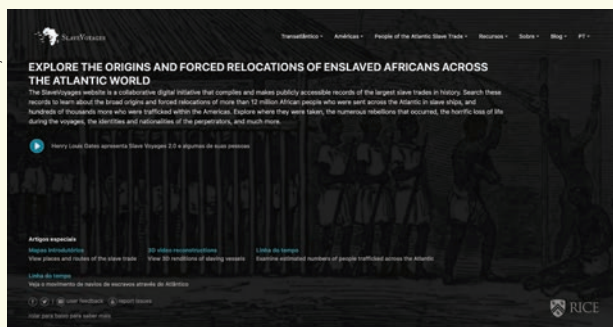 SLAVEVOYAGES
Transatlântico
Américas
People of the Atlantic Slave Trade
Recursos
Sobre
Blog
PT
EXPLORE THE ORIGINS AND FORCED RELOCATIONS OF ENSLAVED AFRICANS ACROSS
THE ATLANTIC WORLD
The SlaveVoyages website is a collaborative digital initiative that compiles and makes publicly accessible records of the largest slave trades in history. Search these
records to learn about the broad origins and forced relocations of more than 12 million African people who were sent across the Atlantic in slave ships, and
hundreds of thousands more who were trafficked within the Americas. Explore where they were taken, the numerous rebellions that occurred, the horrific loss of life
during the voyages, the identities and nationalities of the perpetrators, and much more.
Henry Louis Gates apresenta Slave Voyages 2.0 e algumas de suas pessoas
Artigos especiais
Mapas introdutórios
View places and routes of the slave trade
3D video reconstructions
View 3D renditions of slaving vessels
Linha do tempo
Examine estimated numbers of people trafficked across the Atlantic
Linha do tempo
Veja o movimento de navios de escravos através do Atlântico
user feedback
report issues
rolar para baixo para saber mais
RICE